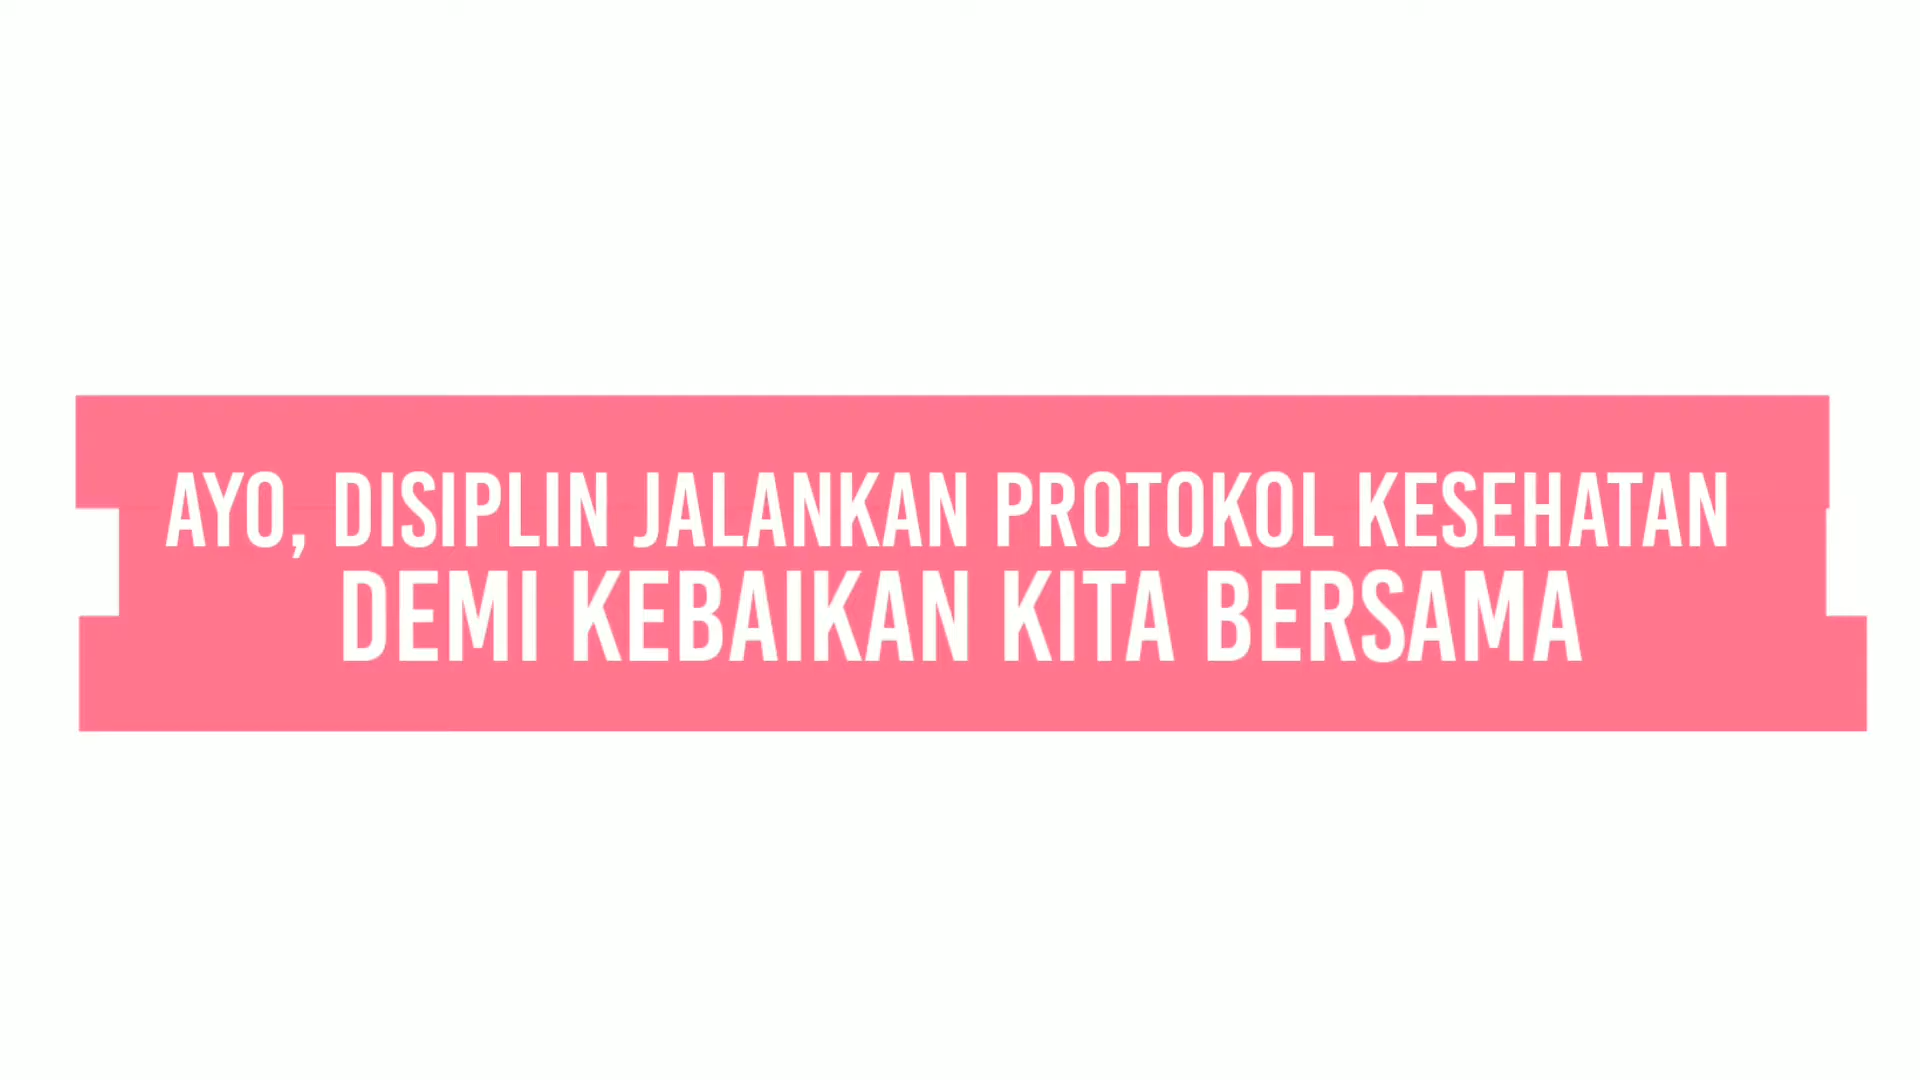 AYO, DISIPLIN JALANKAN PROTOKOL KESEHATAN
DEMI KEBAIKAN KITA BERSAMA